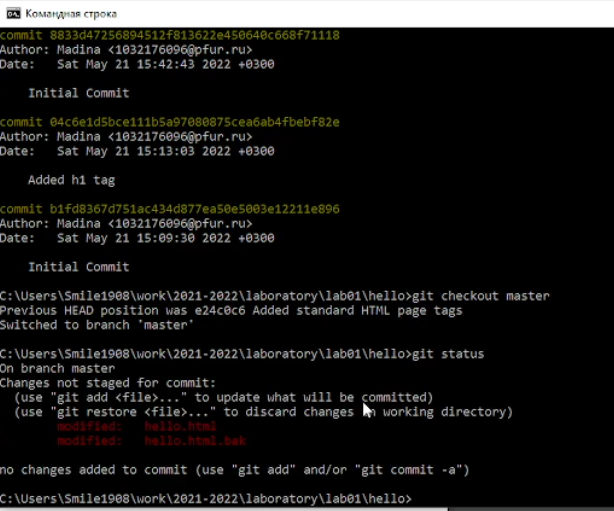 Командная строка
commit 8833d47256894512f813622e450640c668f71118
Author: Madina <1032176096@pfur.ru>
Date:   Sat May 21 15:42:43 2022 +0300
Initial Commit
commit 04c6e1d5bce111b5a97080875cea6ab4fbebf82e
Author: Madina <1032176096@pfur.ru>
Date:   Sat May 21 15:13:03 2022 +0300
Added h1 tag
commit b1fd8367d751ac434d877ea50e5003e12211e896
Author: Madina <1032176096@pfur.ru>
Date:   Sat May 21 15:09:30 2022 +0300
Initial Commit
C:\Users\Smile1908\work\2021-2022\laboratory\lab01\hello>git checkout master
Previous HEAD position was e24c0c6 Added standard HTML page tags
Switched to branch 'master'
C:\Users\Smile1908\work\2021-2022\laboratory\lab01\hello>git status
On branch master
Changes not staged for commit:
(use "git add <file>..." to update what will be committed)
(use "git restore <file>..." to discard changes in working directory)
modified:   hello.html
modified:   hello.html.bak
no changes added to commit (use "git add" and/or "git commit -a")
C:\Users\Smile1908\work\2021-2022\laboratory\lab01\hello>